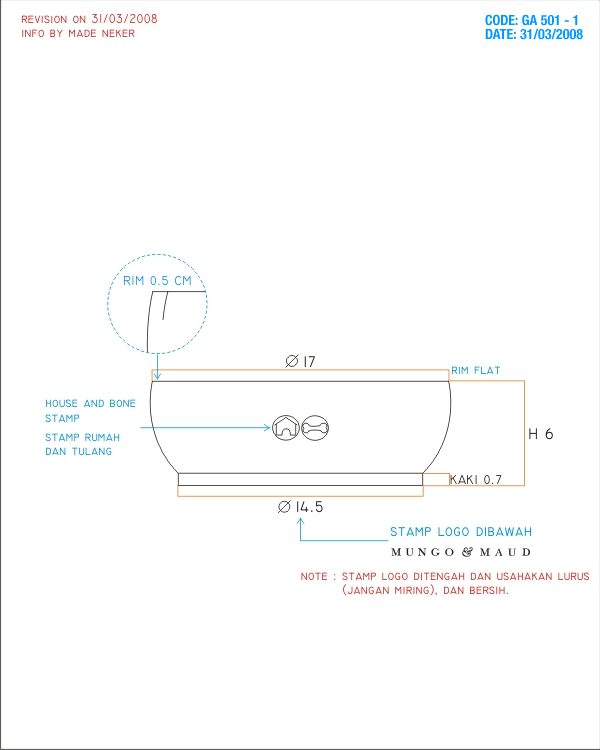 REVISION ON 31/03/2008
INFO BY MADE NEKER
CODE: GA 501 - 1
DATE: 31/03/2008
RIM 0.5 CM
Ø 17
RIM FLAT
HOUSE AND BONE
STAMP
STAMP RUMAH
DAN TULANG
H 6
KAKI 0.7
Ø 14.5
STAMP LOGO DIBAWAH
MUNGO & MAUD
NOTE : STAMP LOGO DITENGAH DAN USAHAKAN LURUS
(JANGAN MIRING), DAN BERSIH.